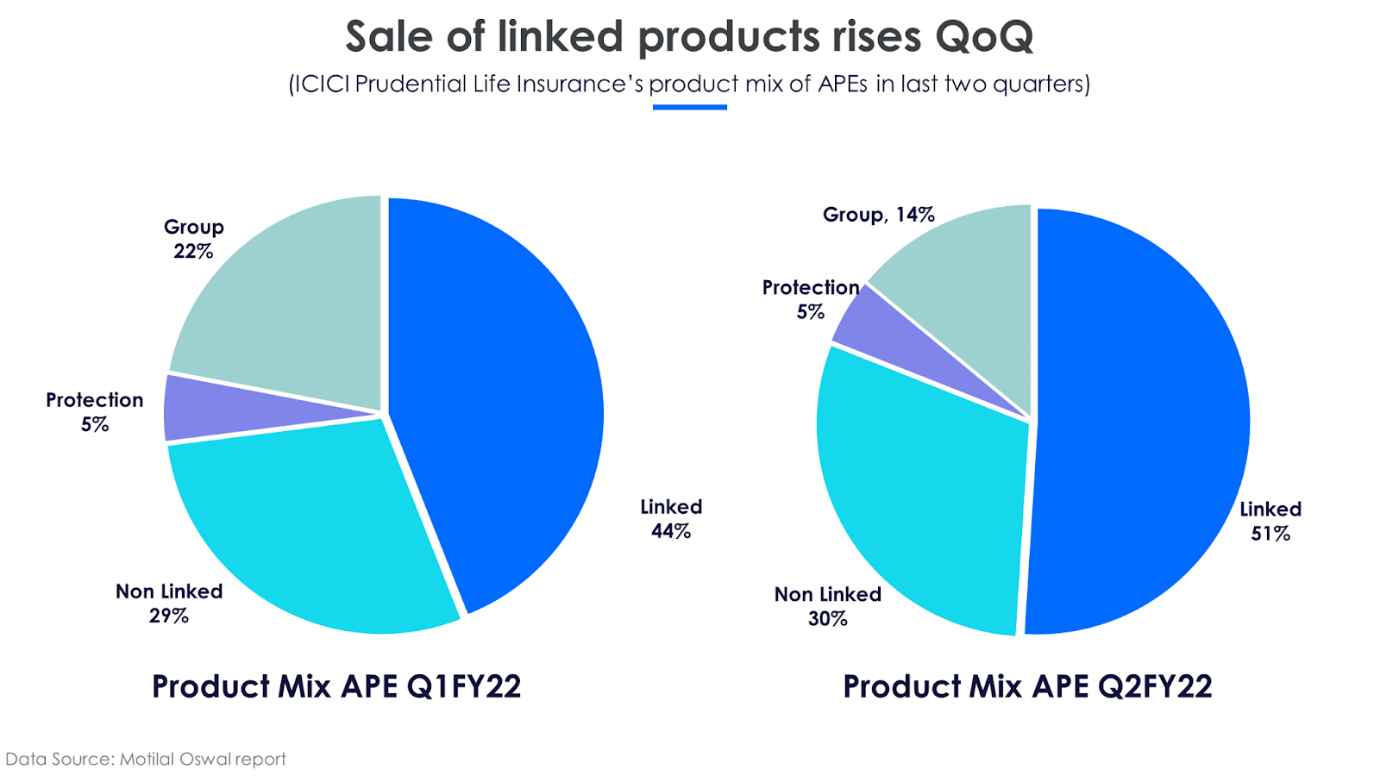 Sale of linked products rises QoQ
(ICICI Prudential Life Insurance’s product mix of APEs in last two quarters)
Group
22%
Protection
5%
Non Linked
29%
Linked
44%
Product Mix APE Q1FY22
Group, 14%
Protection
5%
Non Linked
30%
Linked
51%
Product Mix APE Q2FY22
Data Source: Motilal Oswal report